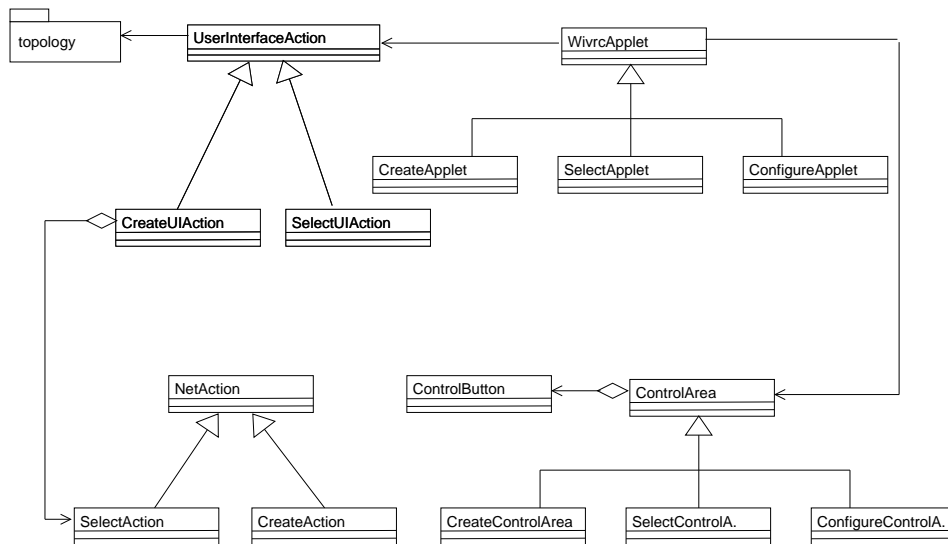 topology
UserInterfaceAction
WivrcApplet
CreateApplet
SelectApplet
ConfigureApplet
CreateUIAction
SelectUIAction
NetAction
ControlButton
ControlArea
SelectAction
CreateAction
CreateControlArea
SelectControlA.
ConfigureControlA.